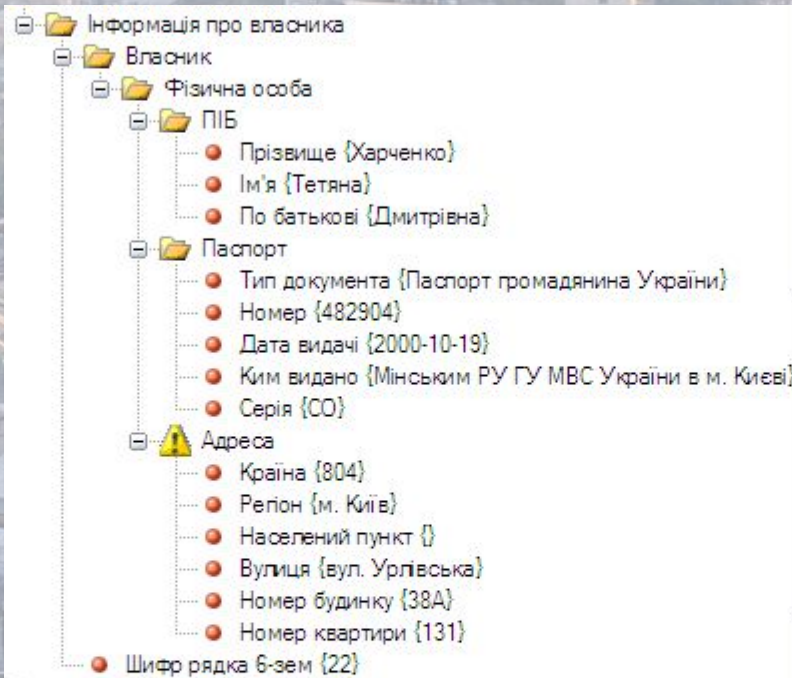 Інформація про власника
Власник
Фізична особа
ПІБ
Прізвище {Харченко}
Ім'я {Тетяна}
По батькові {Дмитрівна}
Паспорт
Тип документа {Паспорт громадянина України}
Номер {482904}
Дата видачі {2000-10-19}
Ким видано {Мінським РУ ГУ МВС України в м. Києві}
Серія {СО}
Адреса
Країна {804}
Регіон {м. Київ}
Населений пункт {}
Вулиця {вул. Урлівська}
Номер будинку {38А}
Номер квартири {131}
Шифр рядка 6-зем {22}